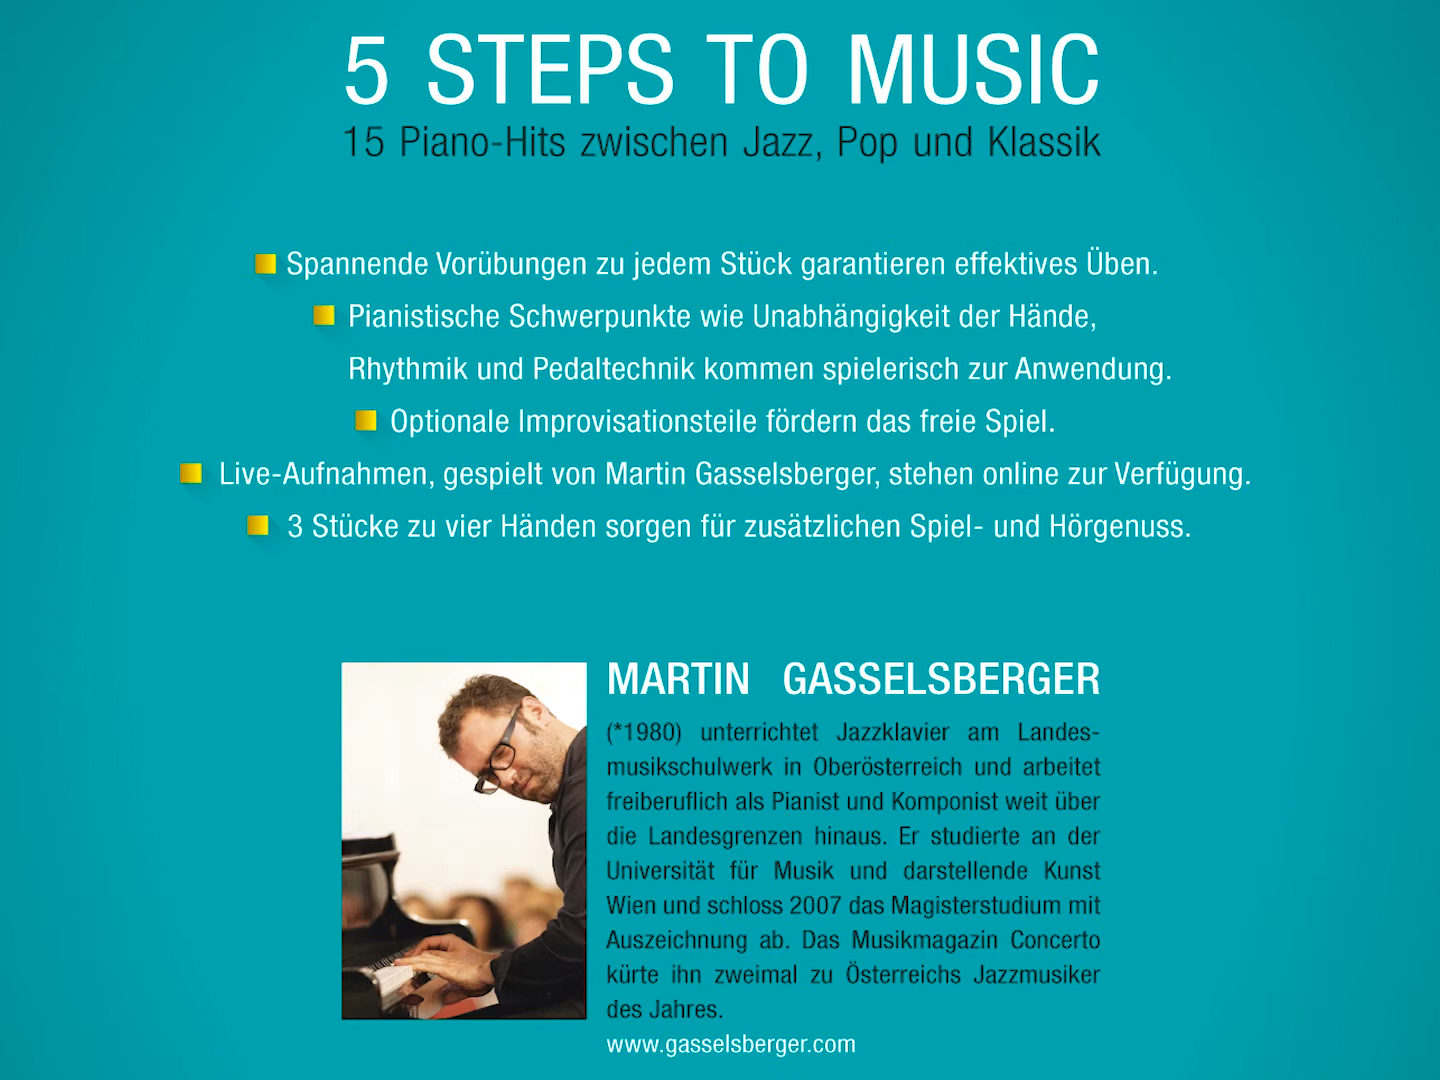 5 STEPS TO MUSIC
15 Piano-Hits zwischen Jazz, Pop und Klassik
Spannende Vorübungen zu jedem Stück garantieren effektives Üben.
Pianistische Schwerpunkte wie Unabhängigkeit der Hände,
Rhythmik und Pedaltechnik kommen spielerisch zur Anwendung.
Optionale Improvisationsteile fördern das freie Spiel.
Live-Aufnahmen, gespielt von Martin Gasselsberger, stehen online zur Verfügung.
3 Stücke zu vier Händen sorgen für zusätzlichen Spiel- und Hörgenuss.
MARTIN GASSELSBERGER
(*1980) unterrichtet Jazzklavier am Landes-
musikschulwerk in Oberösterreich und arbeitet
freiberuflich als Pianist und Komponist weit über
die Landesgrenzen hinaus. Er studierte an der
Universität für Musik und darstellende Kunst
Wien und schloss 2007 das Magisterstudium mit
Auszeichnung ab. Das Musikmagazin Concerto
kürte ihn zweimal zu Österreichs Jazzmusiker
des Jahres.
www.gasselsberger.com